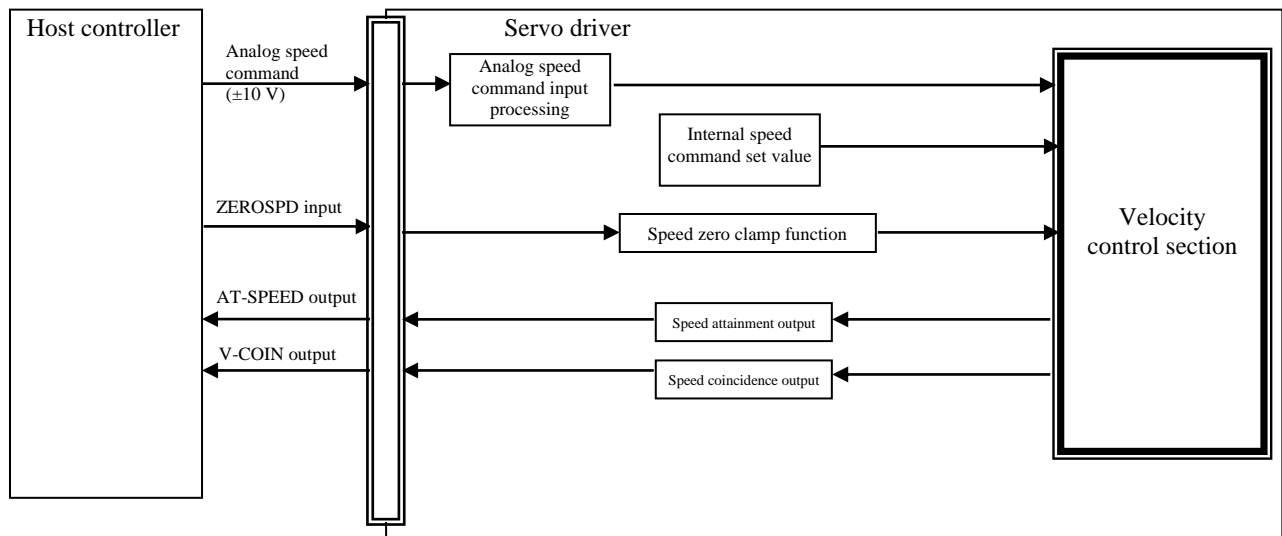 Host controller
Servo driver
Analog speed
command
(±10 V)
Analog speed
command input
processing
Internal speed
command set value
ZEROSPD input
Speed zero clamp function
Velocity
control section
AT-SPEED output
Speed attainment output
V-COIN output
Speed coincidence output